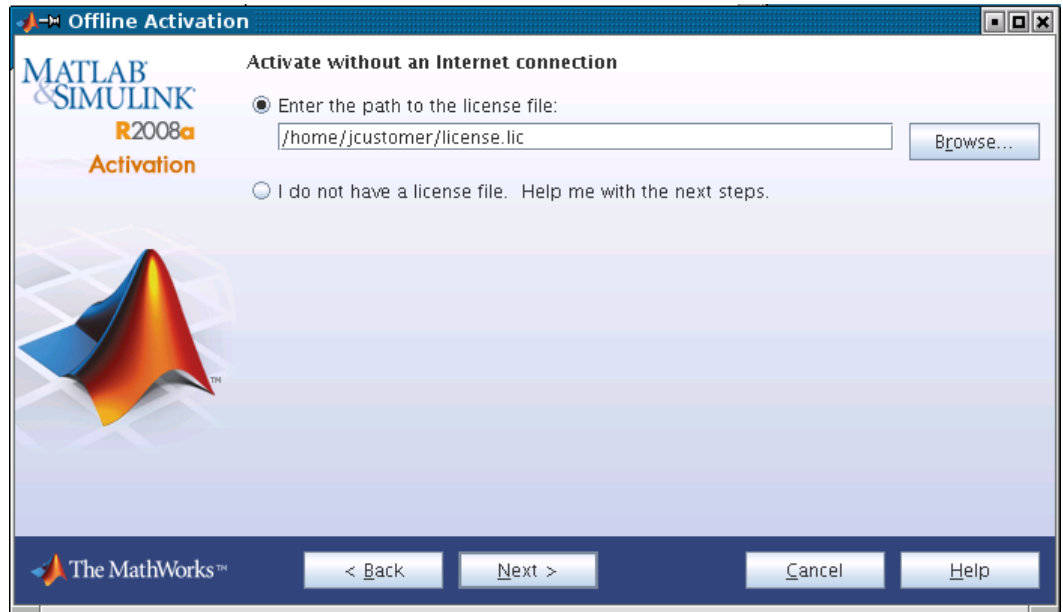 Offline Activation
MATLAB
&SIMULINK
R2008a
Activation
Activate without an Internet connection
Enter the path to the license file:
/home/jcustomer/license.lic
Browse...
I do not have a license file. Help me with the next steps.
TM
The MathWorks™
< Back
Next >
Cancel
Help